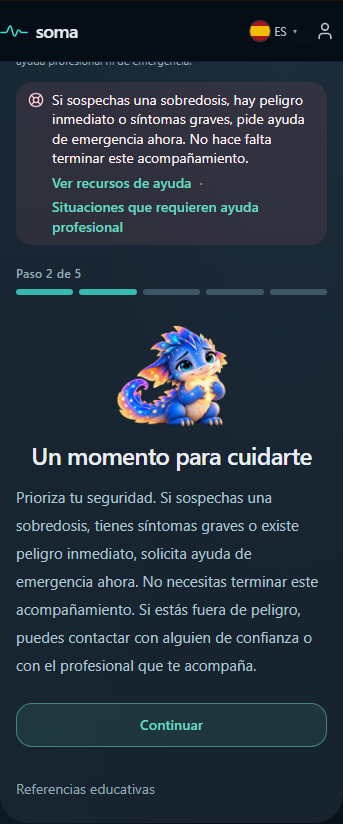 soma
ES
ayuda profesional ni de emergencia.
Si sospechas una sobredosis, hay peligro
inmediato o síntomas graves, pide ayuda
de emergencia ahora. No hace falta
terminar este acompañamiento.
Ver recursos de ayuda ·
Situaciones que requieren ayuda
profesional
Paso 2 de 5
Un momento para cuidarte
Prioriza tu seguridad. Si sospechas una
sobredosis, tienes síntomas graves o existe
peligro inmediato, solicita ayuda de
emergencia ahora. No necesitas terminar este
acompañamiento. Si estás fuera de peligro,
puedes contactar con alguien de confianza o
con el profesional que te acompaña.
Continuar
Referencias educativas